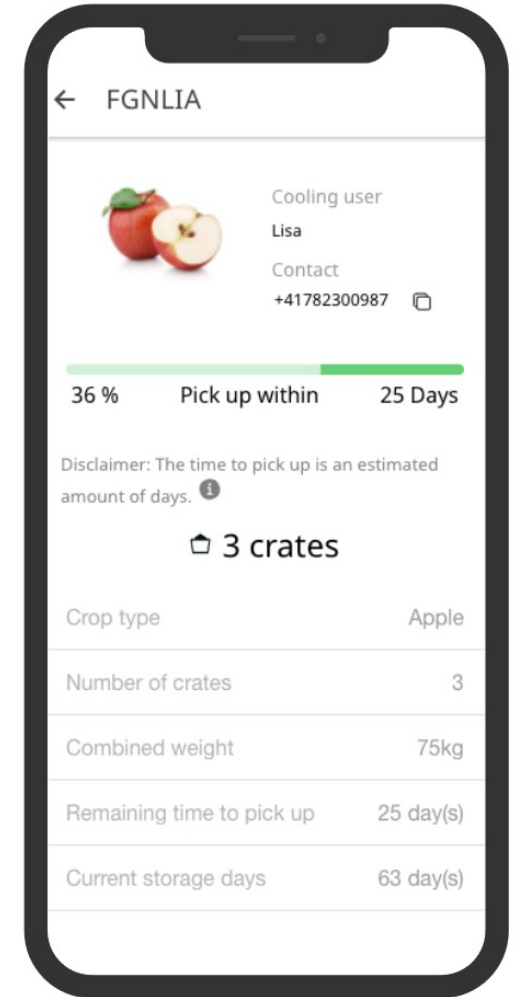 FGNLIA
Cooling user
Lisa
Contact
+41782300987
36 % Pick up within 25 Days
Disclaimer: The time to pick up is an estimated
amount of days.
3 crates
Crop type Apple
Number of crates 3
Combined weight 75kg
Remaining time to pick up 25 day(s)
Current storage days 63 day(s)